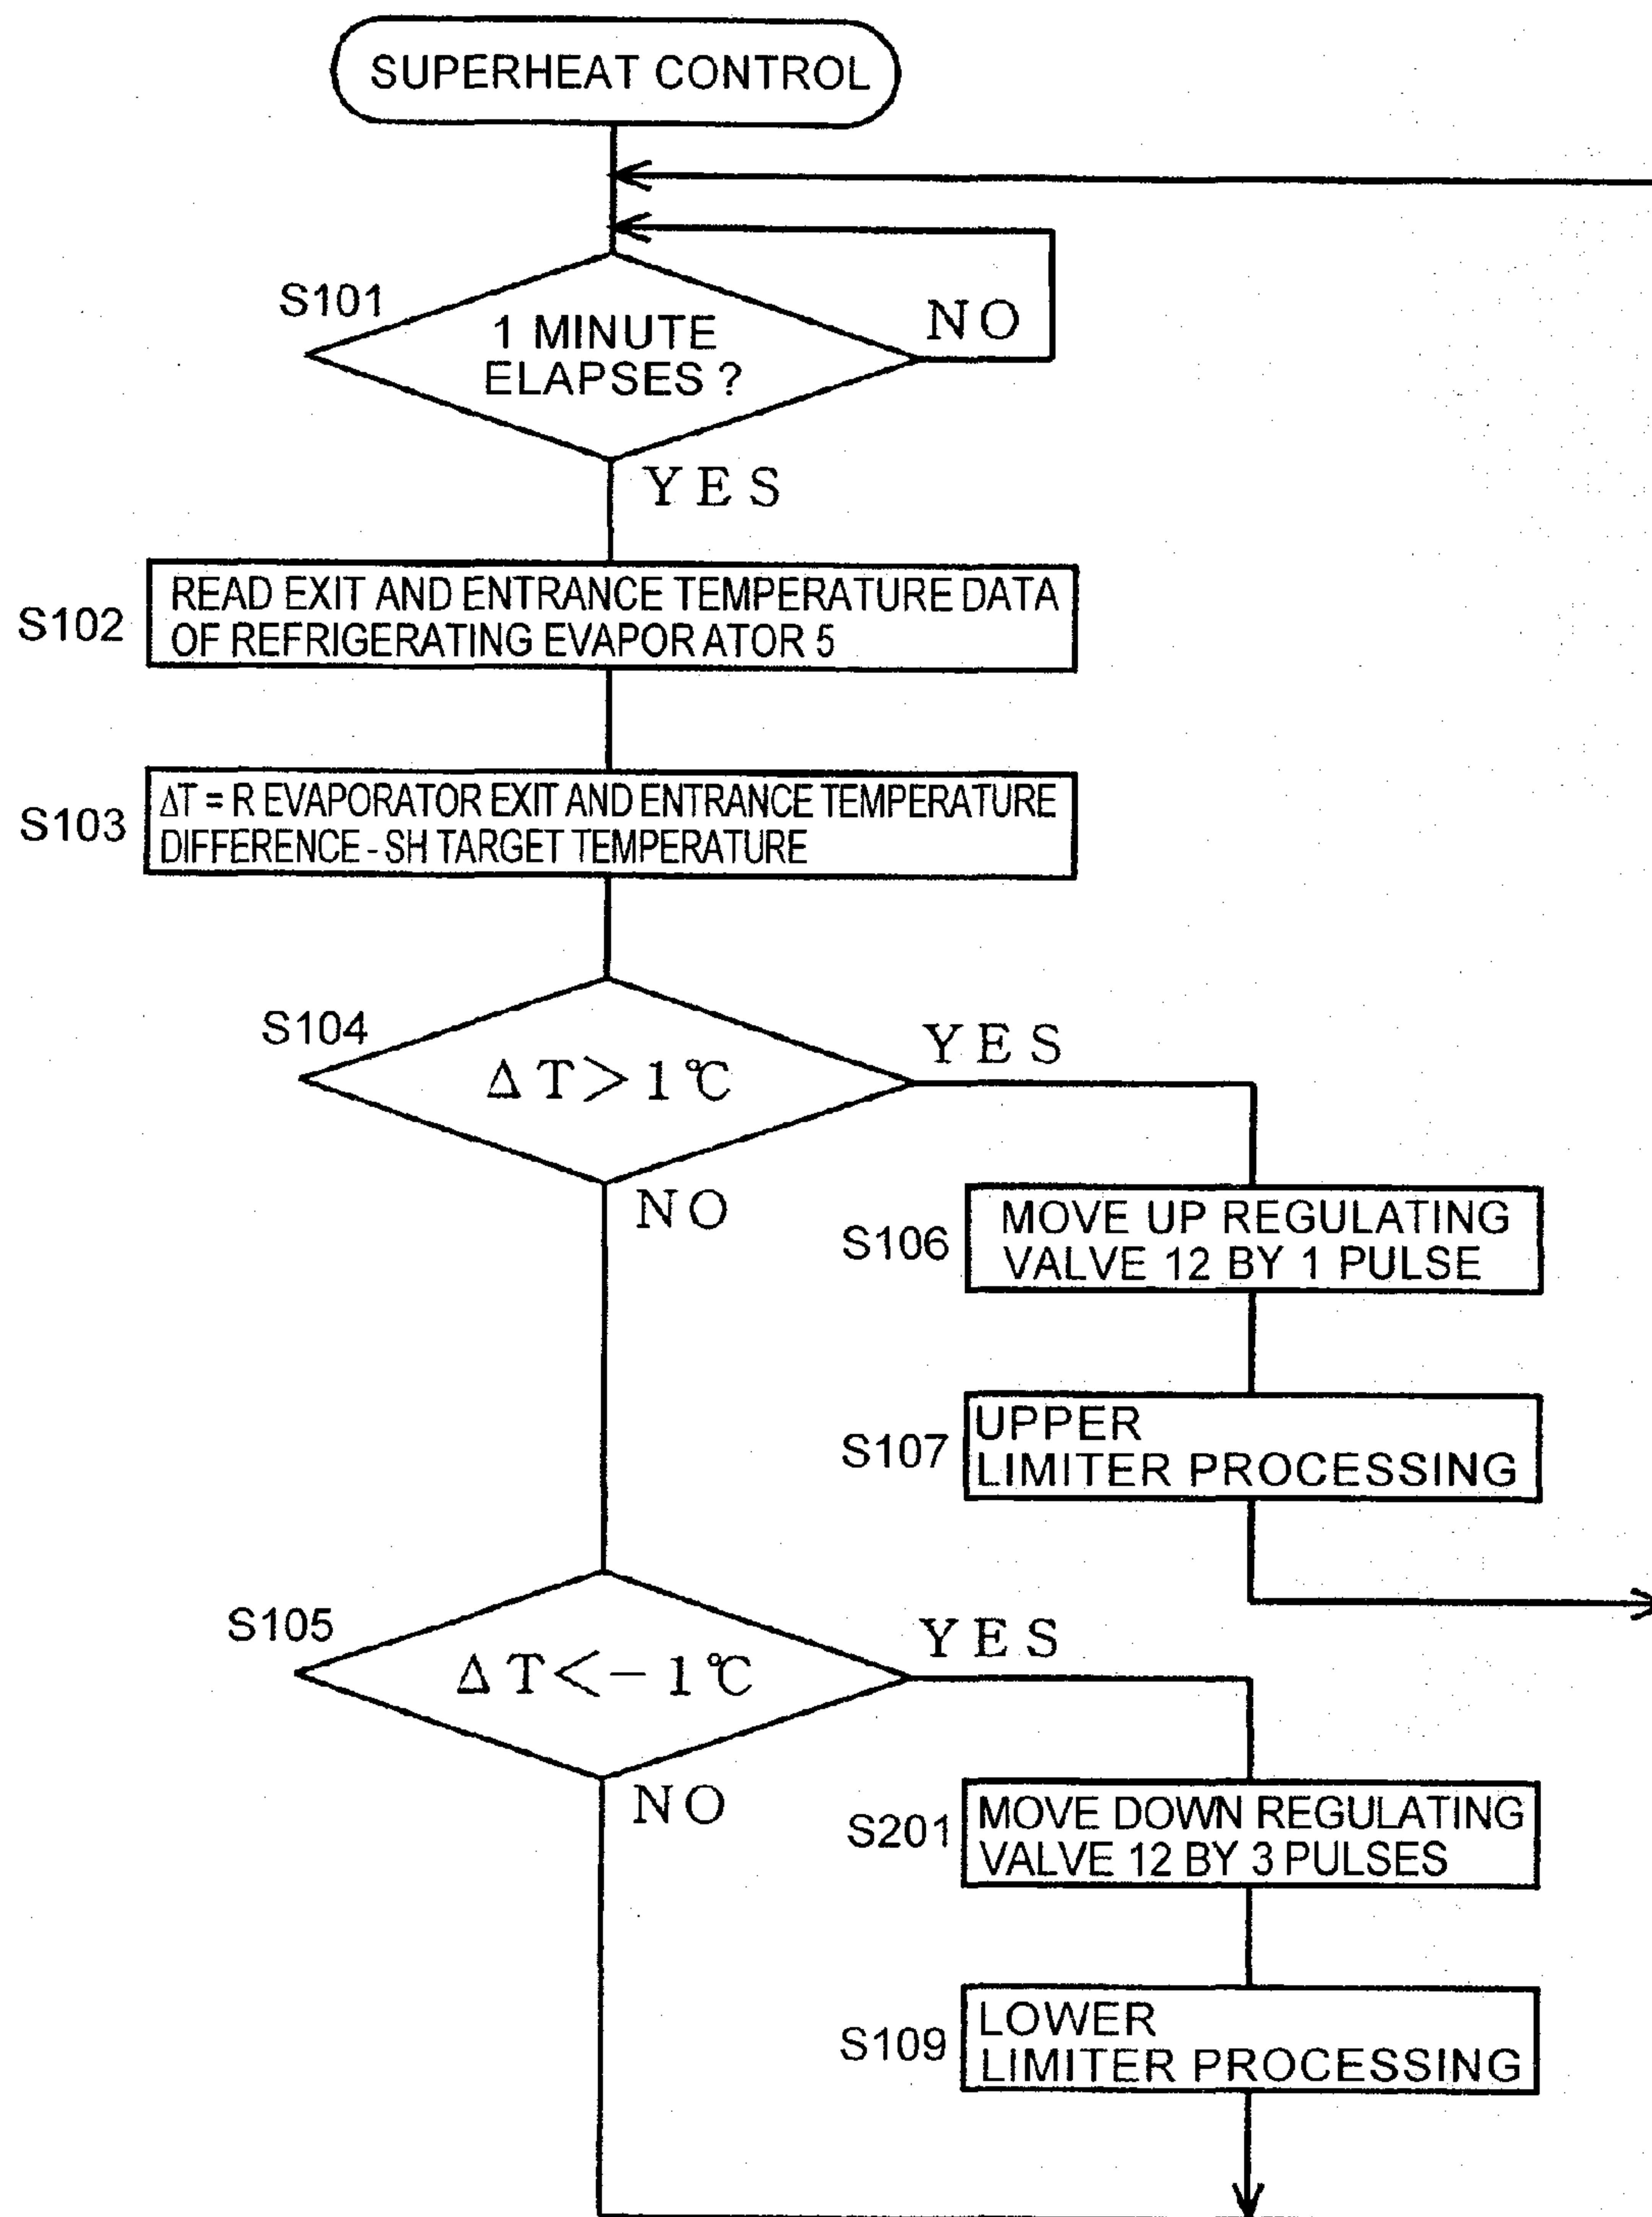 SUPERHEAT CONTROL
S101
1 MINUTE
ELAPSES ?
NO
YES
S102
READ EXIT AND ENTRANCE TEMPERATURE DATA
OF REFRIGERATING EVAPORATOR 5
S103
ΔT = R EVAPORATOR EXIT AND ENTRANCE TEMPERATURE
DIFFERENCE - SH TARGET TEMPERATURE
S104
ΔT > 1℃
YES
NO
S106
MOVE UP REGULATING
VALVE 12 BY 1 PULSE
S107
UPPER
LIMITER PROCESSING
S105
ΔT < - 1℃
YES
NO
S201
MOVE DOWN REGULATING
VALVE 12 BY 3 PULSES
S109
LOWER
LIMITER PROCESSING